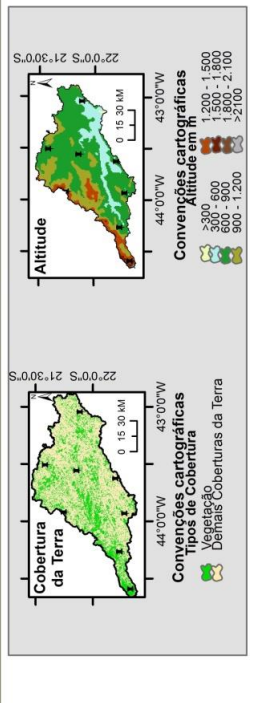 Cobertura
da Terra
N
21°30'0"S
22°0'0"S
0 15 30 KM
44°0'0"W
43°0'0"W
Convenções cartográficas
Tipos de Cobertura
Vegetação
Demais Coberturas da Terra
Altitude
N
21°30'0"S
22°0'0"S
0 15 30 KM
44°0'0"W
43°0'0"W
Convenções cartográficas
Altitude em m
>300
300 - 600
600 - 900
900 - 1.200
1.200 - 1.500
1.500 - 1.800
1.800 - 2.100
>2100